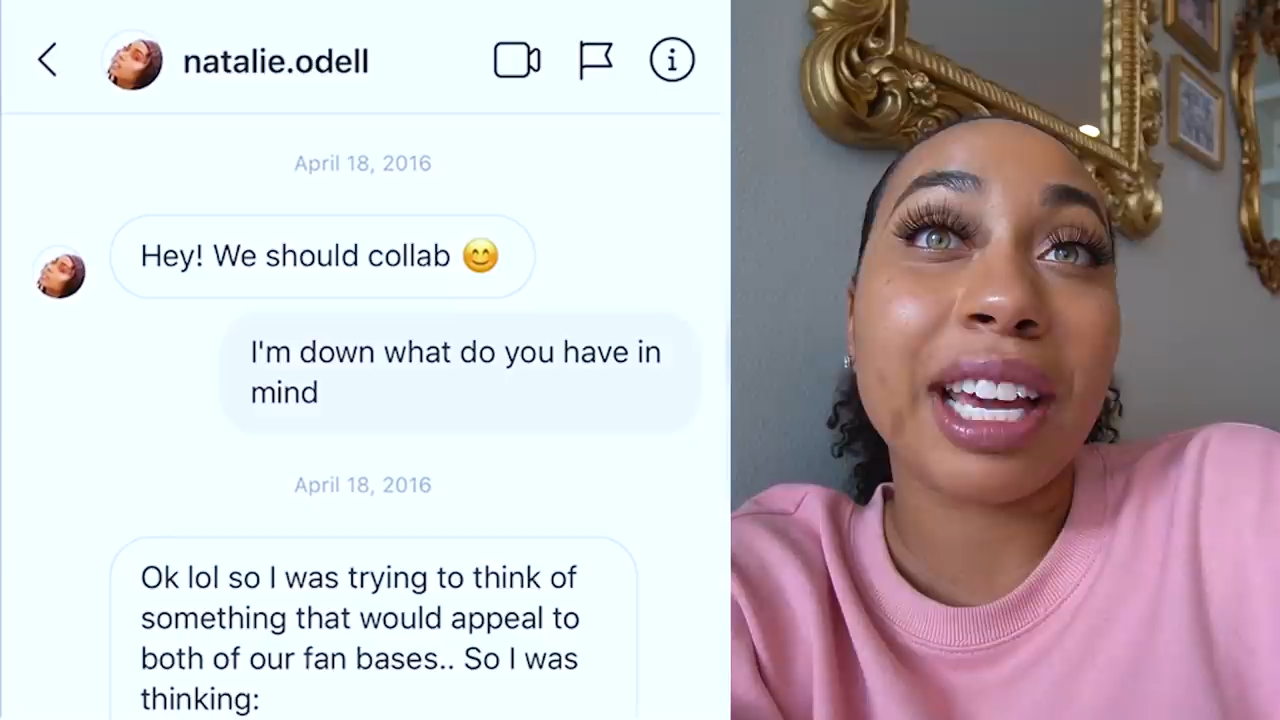 natalie.odell
April 18, 2016
Hey! We should collab 😊
I'm down what do you have in
mind
April 18, 2016
Ok lol so I was trying to think of
something that would appeal to
both of our fan bases.. So I was
thinking: